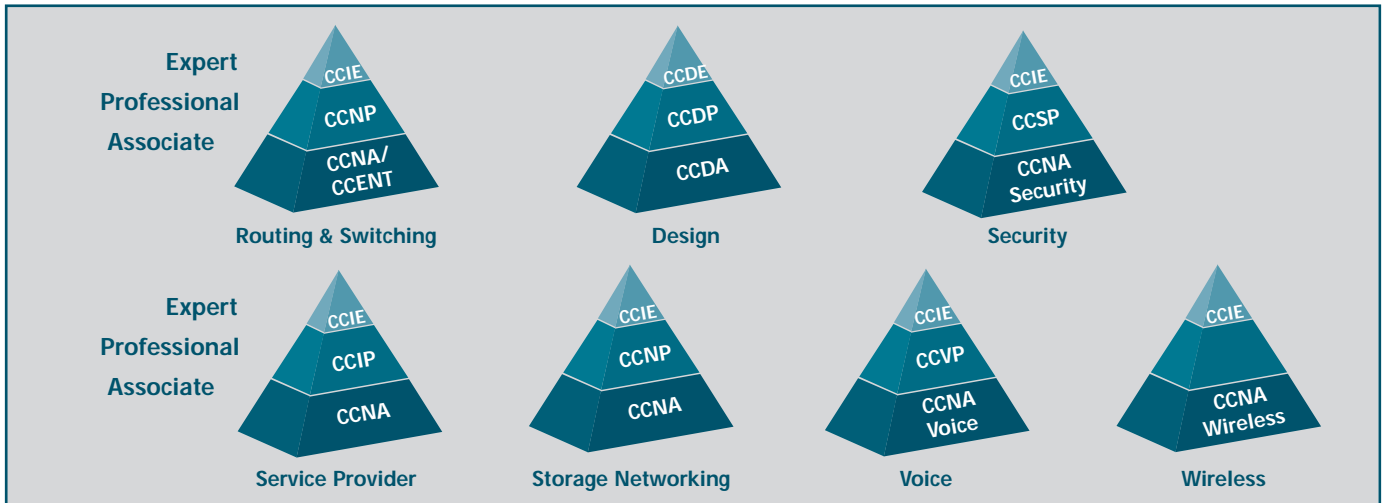 Expert
Professional
Associate
CCIE
CCNP
CCNA/
CCENT
Routing & Switching
CCDE
CCDP
CCDA
Design
CCIE
CCSP
CCNA
Security
Security
Expert
Professional
Associate
CCIE
CCIP
CCNA
Service Provider
CCIE
CCNP
CCNA
Storage Networking
CCIE
CCVP
CCNA
Voice
Voice
CCIE
CCNA
Wireless
Wireless